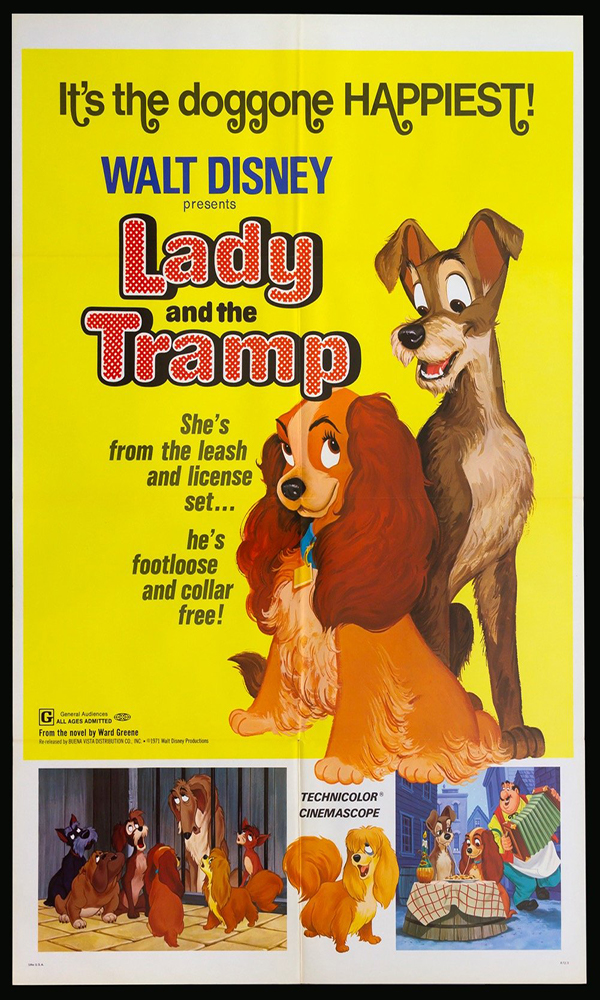 It's the doggone HAPPIEST!
WALT DISNEY
presents
Lady
and the
Tramp
She's
from the leash
and license
set...
he's
footloose
and collar
free!
G General Audiences
ALL AGES ADMITTED
From the novel by Ward Greene
Re-released by BUENA VISTA DISTRIBUTION CO., INC. • ©1971 Walt Disney Productions
TECHNICOLOR®
CINEMASCOPE